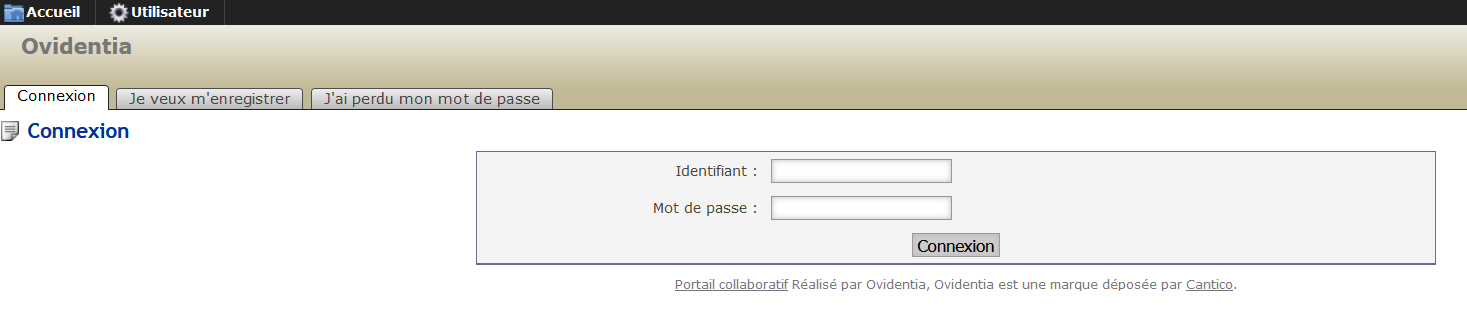 Accueil Utilisateur
Ovidentia
Connexion Je veux m'enregistrer J'ai perdu mon mot de passe
Connexion
Identifiant :
Mot de passe :
Connexion
Portail collaboratif Réalisé par Ovidentia, Ovidentia est une marque déposée par Cantico.